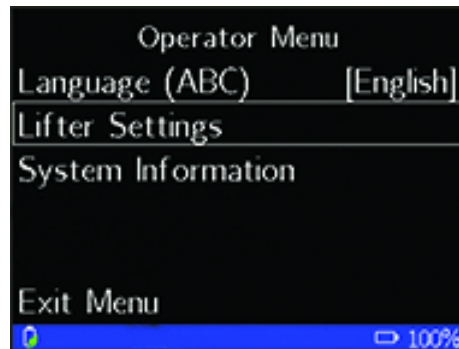 Operator Menu
Language (ABC) [English]
Lifter Settings
System Information
Exit Menu
100%